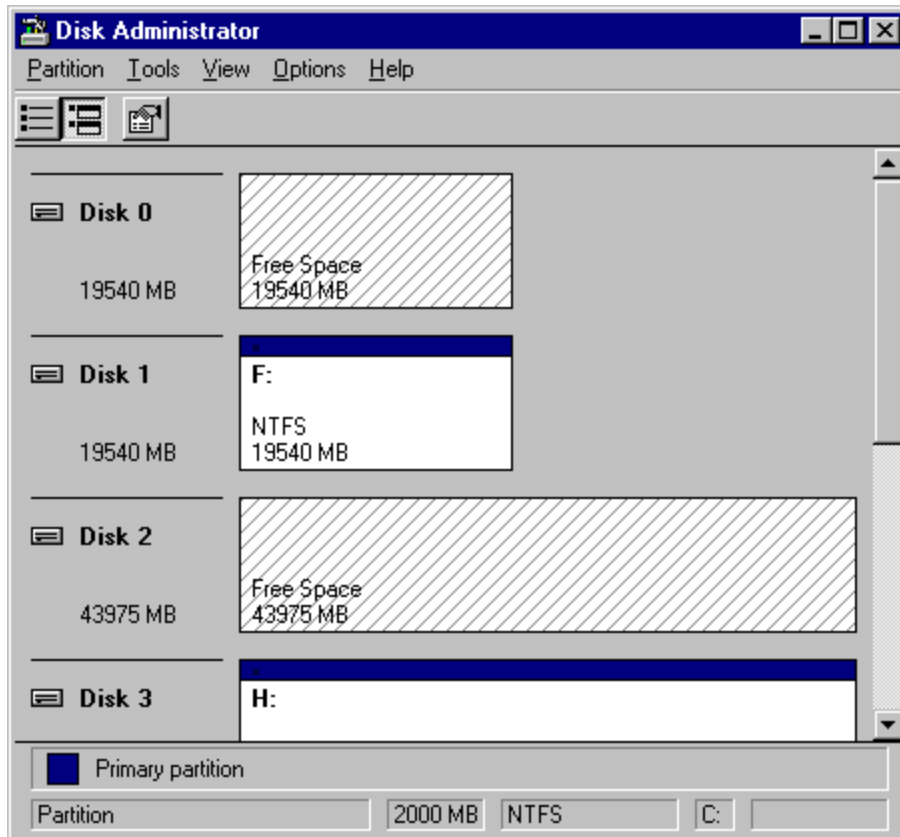 Disk Administrator
Partition Tools View Options Help
Disk 0
19540 MB
Free Space
19540 MB
Disk 1
19540 MB
F:
NTFS
19540 MB
Disk 2
43975 MB
Free Space
43975 MB
Disk 3
H:
Primary partition
Partition 2000 MB NTFS C: